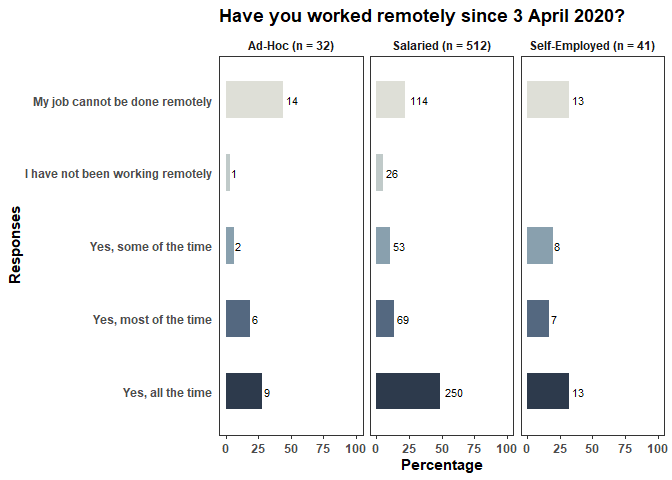 Have you worked remotely since 3 April 2020?
Ad-Hoc (n = 32) Salaried (n = 512) Self-Employed (n = 41)
My job cannot be done remotely 14 114 13
I have not been working remotely 1 26
Yes, some of the time 2 53 8
Yes, most of the time 6 69 7
Yes, all the time 9 250 13
Responses
0 25 50 75 100 0 25 50 75 100 0 25 50 75 100
Percentage